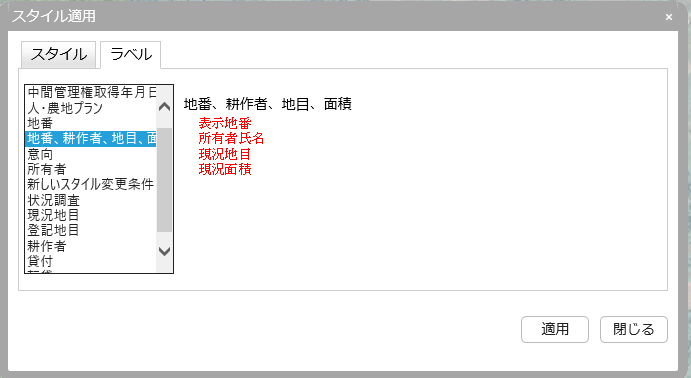 スタイル適用
×
スタイル
ラベル
中間管理権取得年月日
人・農地プラン
地番
地番、耕作者、地目、面
意向
所有者
新しいスタイル変更条件
状況調査
現況地目
登記地目
耕作者
貸付
地番、耕作者、地目、面積
表示地番
所有者氏名
現況地目
現況面積
適用
閉じる